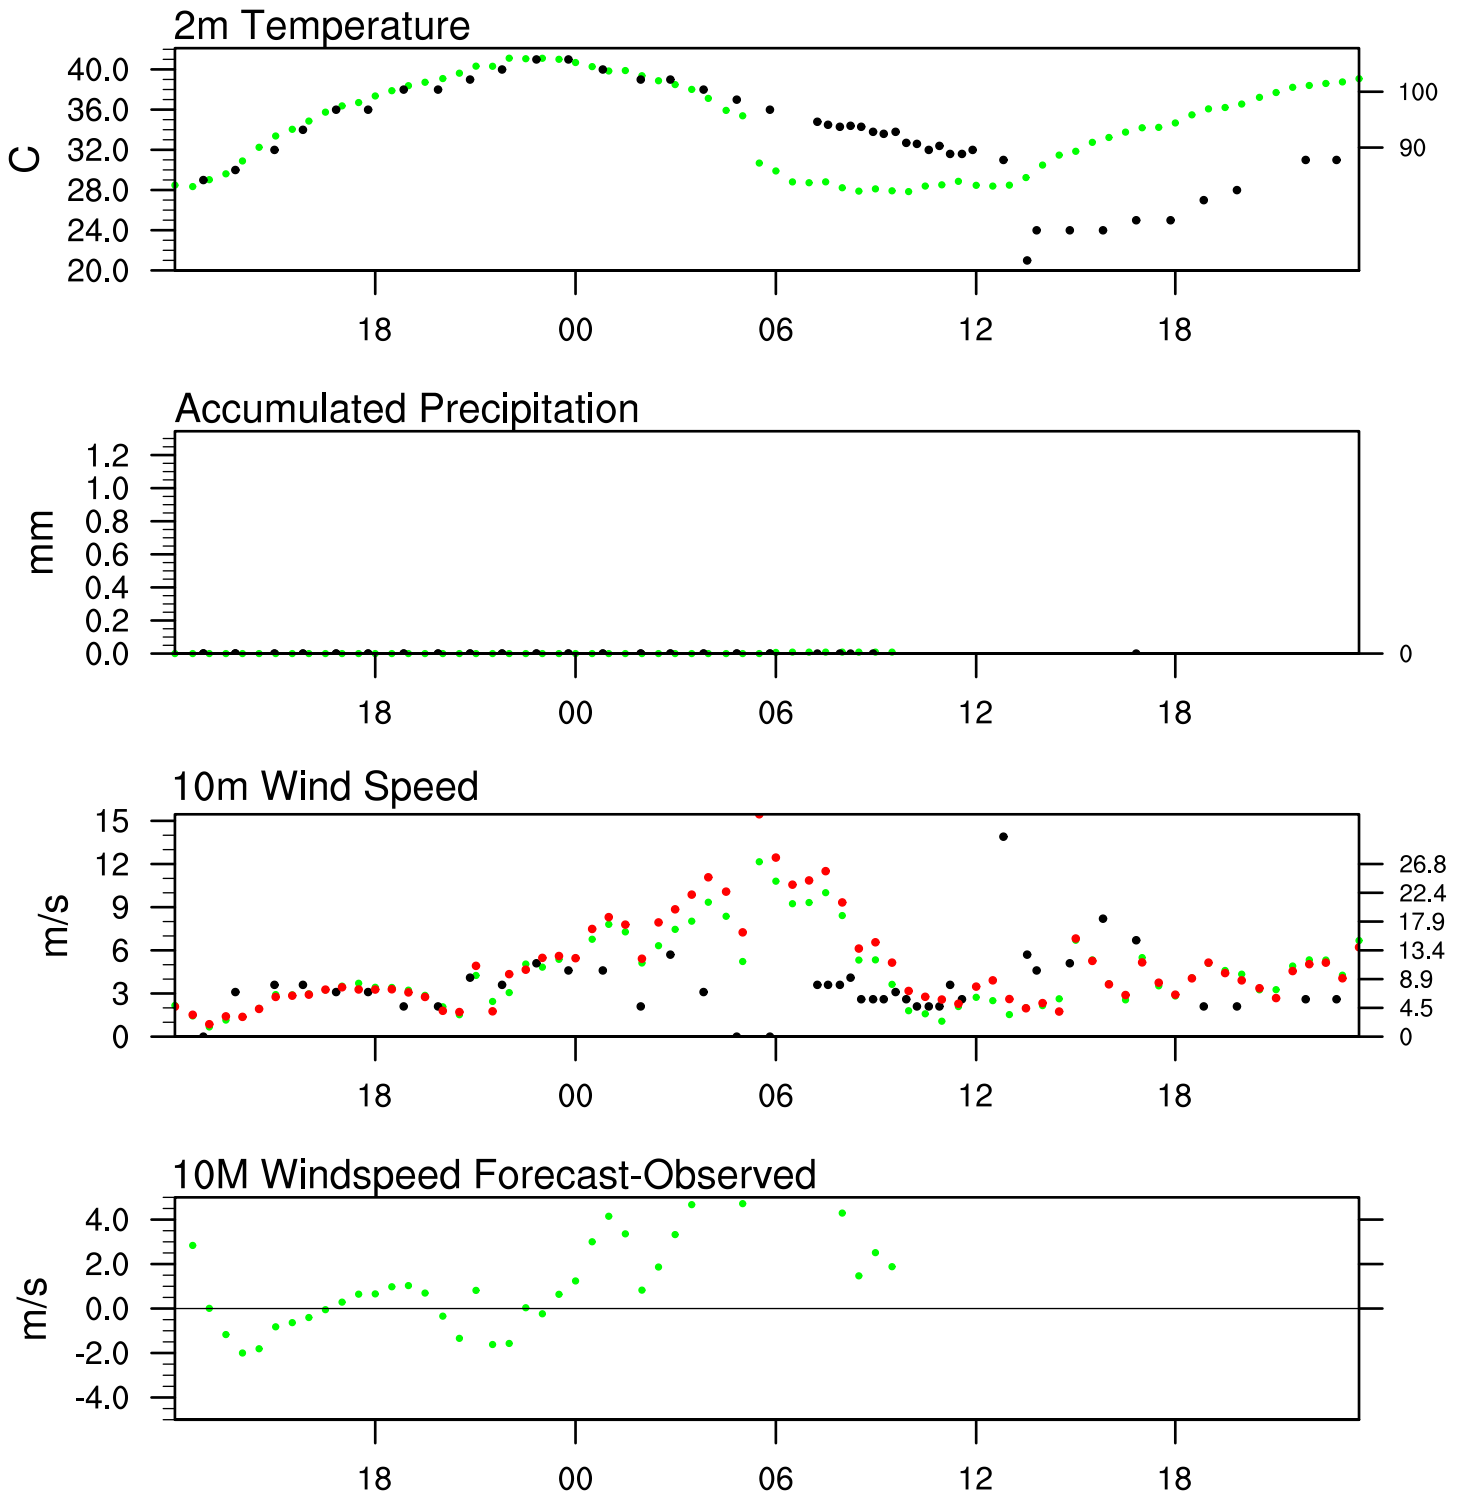 2m Temperature
C
40.0
36.0
32.0
28.0
24.0
20.0
100
90
18 00 06 12 18
Accumulated Precipitation
mm
1.2
1.0
0.8
0.6
0.4
0.2
0.0
0
18 00 06 12 18
10m Wind Speed
m/s
15
12
9
6
3
0
26.8
22.4
17.9
13.4
8.9
4.5
0
18 00 06 12 18
10M Windspeed Forecast-Observed
m/s
4.0
2.0
0.0
-2.0
-4.0
18 00 06 12 18